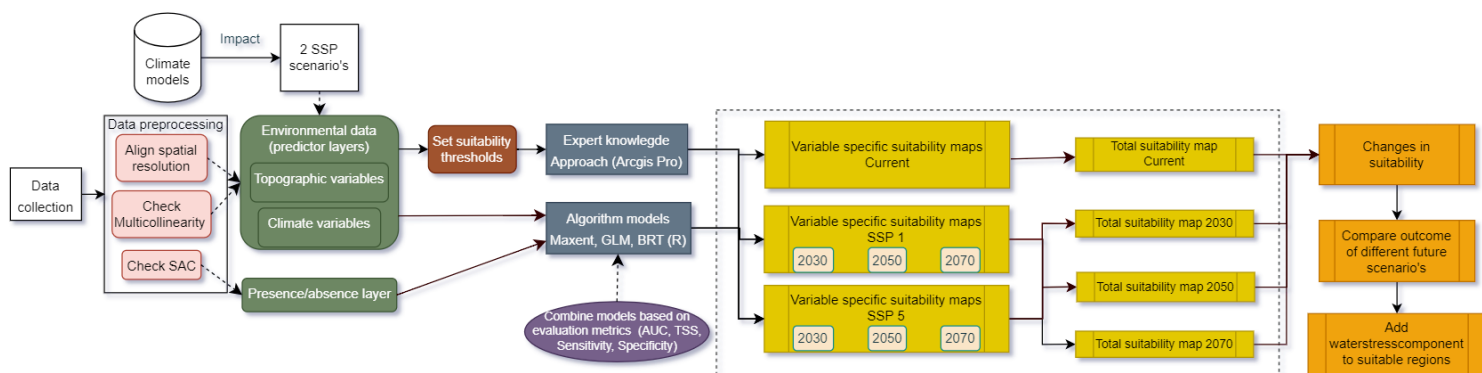 Climate
models
Impact
2 SSP
scenario's
Data preprocessing
Align spatial
resolution
Check
Multicollinearity
Check SAC
Data
collection
Environmental data
(predictor layers)
Topographic variables
Climate variables
Presence/absence layer
Set suitability
thresholds
Expert knowlegde
Approach (Arcgis Pro)
Algorithm models
Maxent, GLM, BRT (R)
Combine models based on
evaluation metrics (AUC, TSS,
Sensitivity, Specificity)
Variable specific suitability maps
Current
Variable specific suitability maps
SSP 1
2030 2050 2070
Variable specific suitability maps
SSP 5
2030 2050 2070
Total suitability map
Current
Total suitability map 2030
Total suitability map 2050
Total suitability map 2070
Changes in
suitability
Compare outcome
of different future
scenario's
Add
waterstresscomponent
to suitable regions